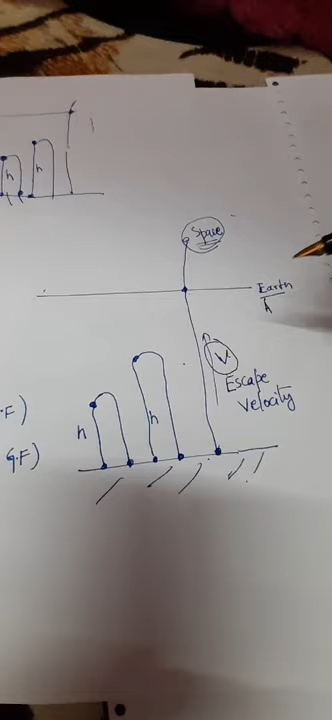 h
h
Space
Earth
V
Escape
Velocity
h
h
.F)
G.F)